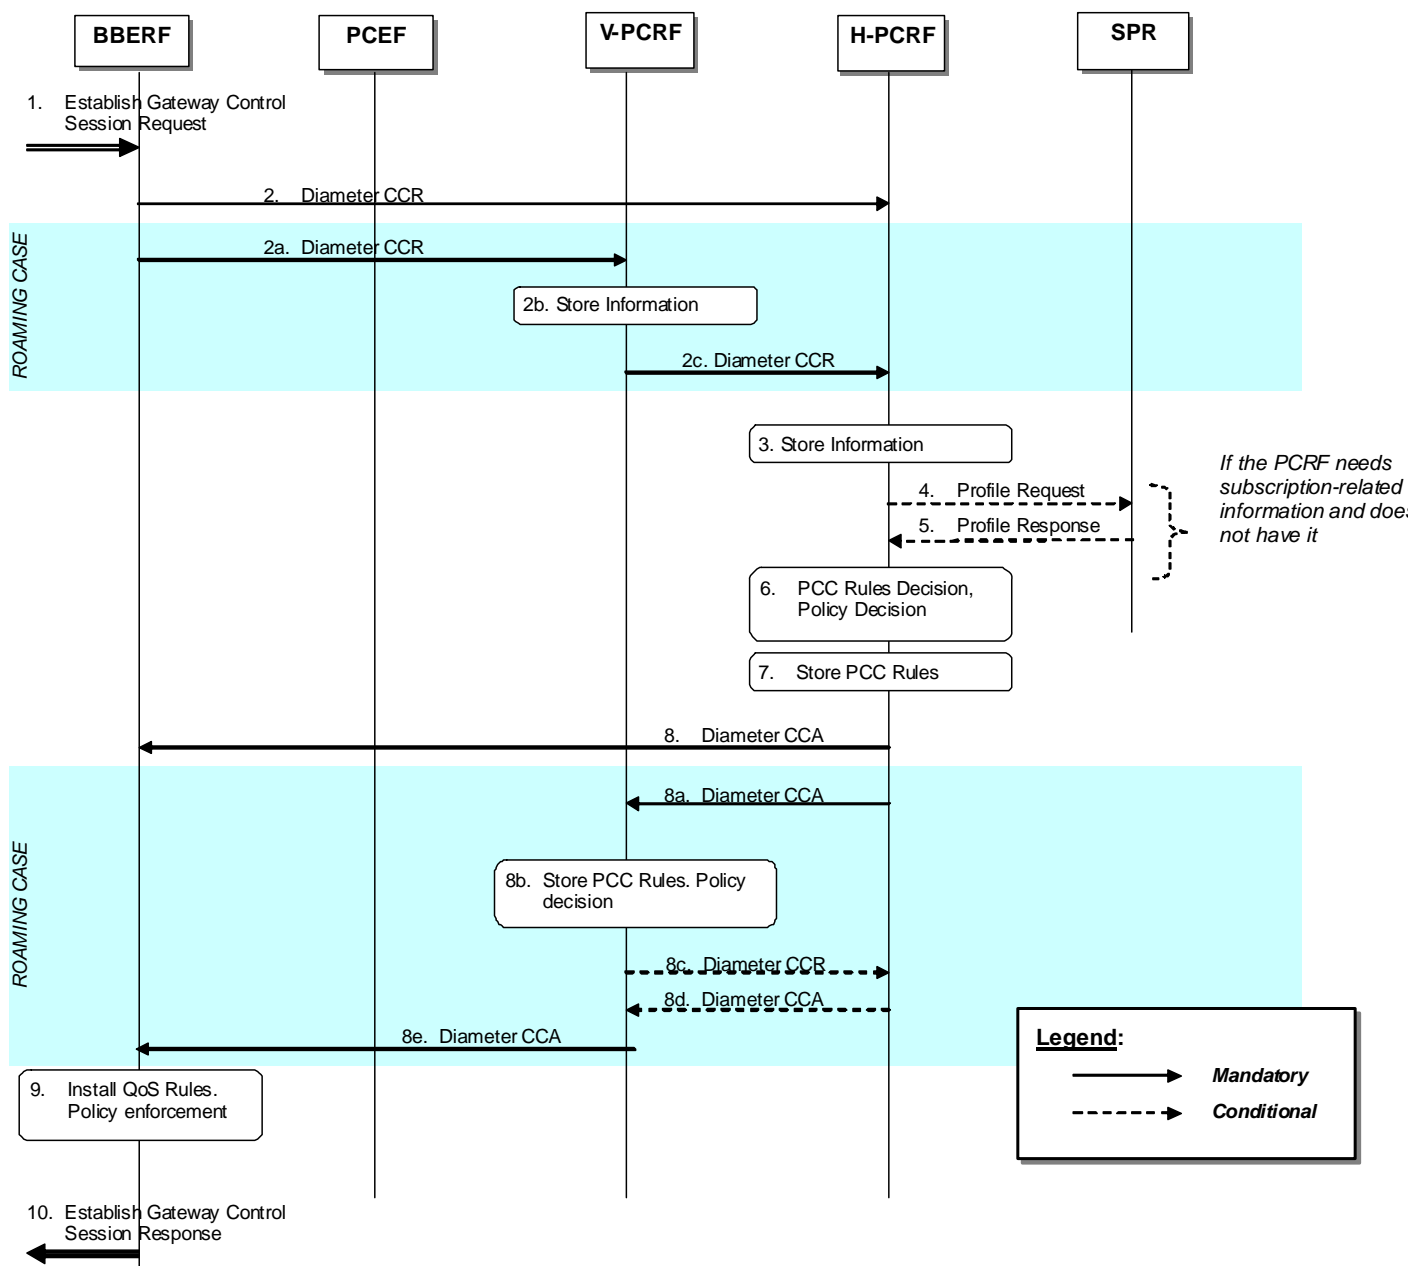 BBERF
PCEF
V-PCRF
H-PCRF
SPR
1. Establish Gateway Control
Session Request
2. Diameter CCR
ROAMING CASE
2a. Diameter CCR
2b. Store Information
2c. Diameter CCR
3. Store Information
4. Profile Request
5. Profile Response
If the PCRF needs
subscription-related
information and does
not have it
6. PCC Rules Decision,
Policy Decision
7. Store PCC Rules
8. Diameter CCA
ROAMING CASE
8a. Diameter CCA
8b. Store PCC Rules. Policy
decision
8c. Diameter CCR
8d. Diameter CCA
8e. Diameter CCA
9. Install QoS Rules.
Policy enforcement
Legend:
Mandatory
Conditional
10. Establish Gateway Control
Session Response